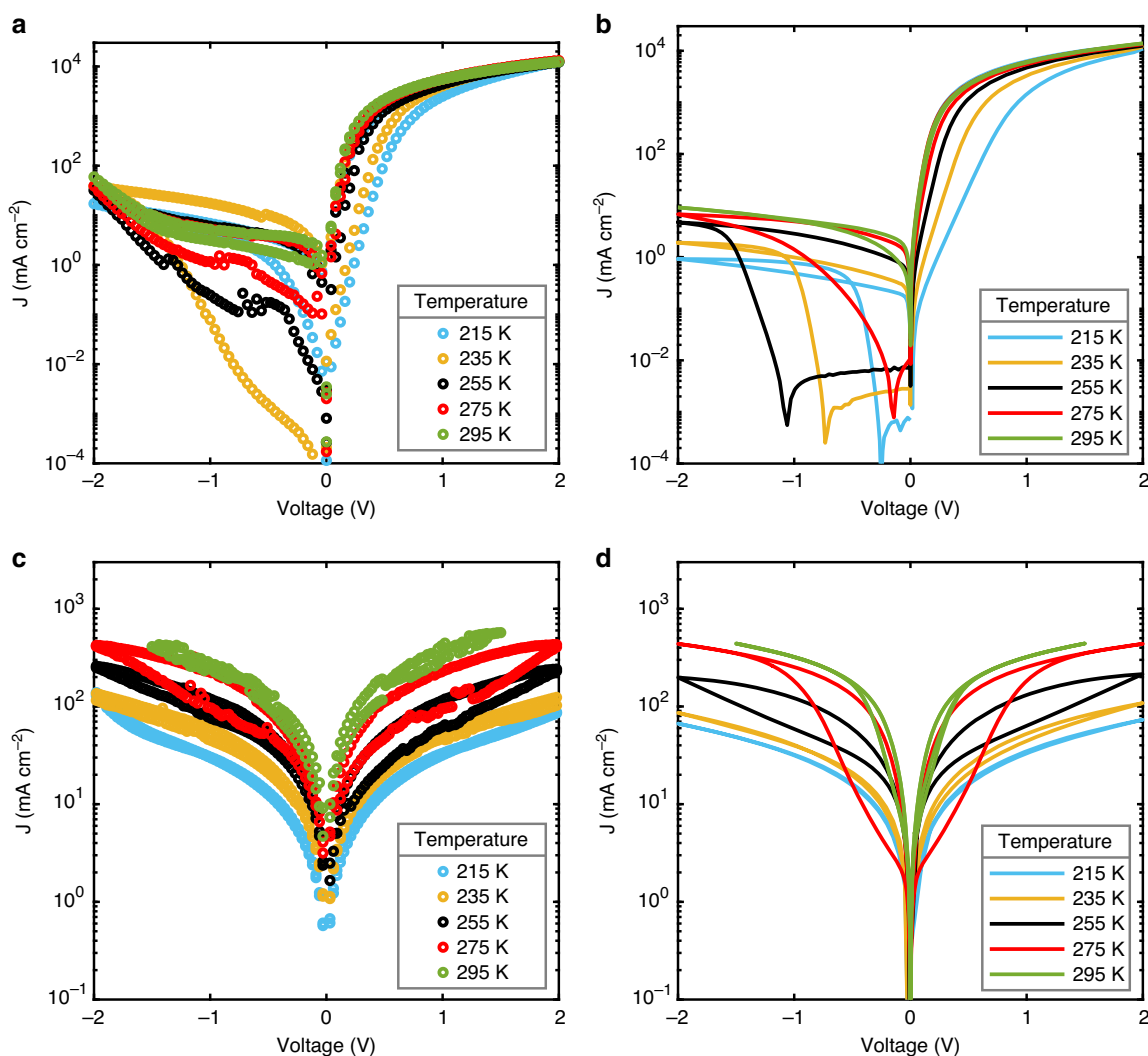 a
J (mA cm−2)
10^4
10^2
10^0
10^−2
10^−4
−2
−1
0
1
2
Voltage (V)
Temperature
215 K
235 K
255 K
275 K
295 K
b
J (mA cm−2)
10^4
10^2
10^0
10^−2
10^−4
−2
−1
0
1
2
Voltage (V)
Temperature
215 K
235 K
255 K
275 K
295 K
c
J (mA cm−2)
10^3
10^2
10^1
10^0
10^−1
−2
−1
0
1
2
Voltage (V)
Temperature
215 K
235 K
255 K
275 K
295 K
d
J (mA cm−2)
10^3
10^2
10^1
10^0
10^−1
−2
−1
0
1
2
Voltage (V)
Temperature
215 K
235 K
255 K
275 K
295 K